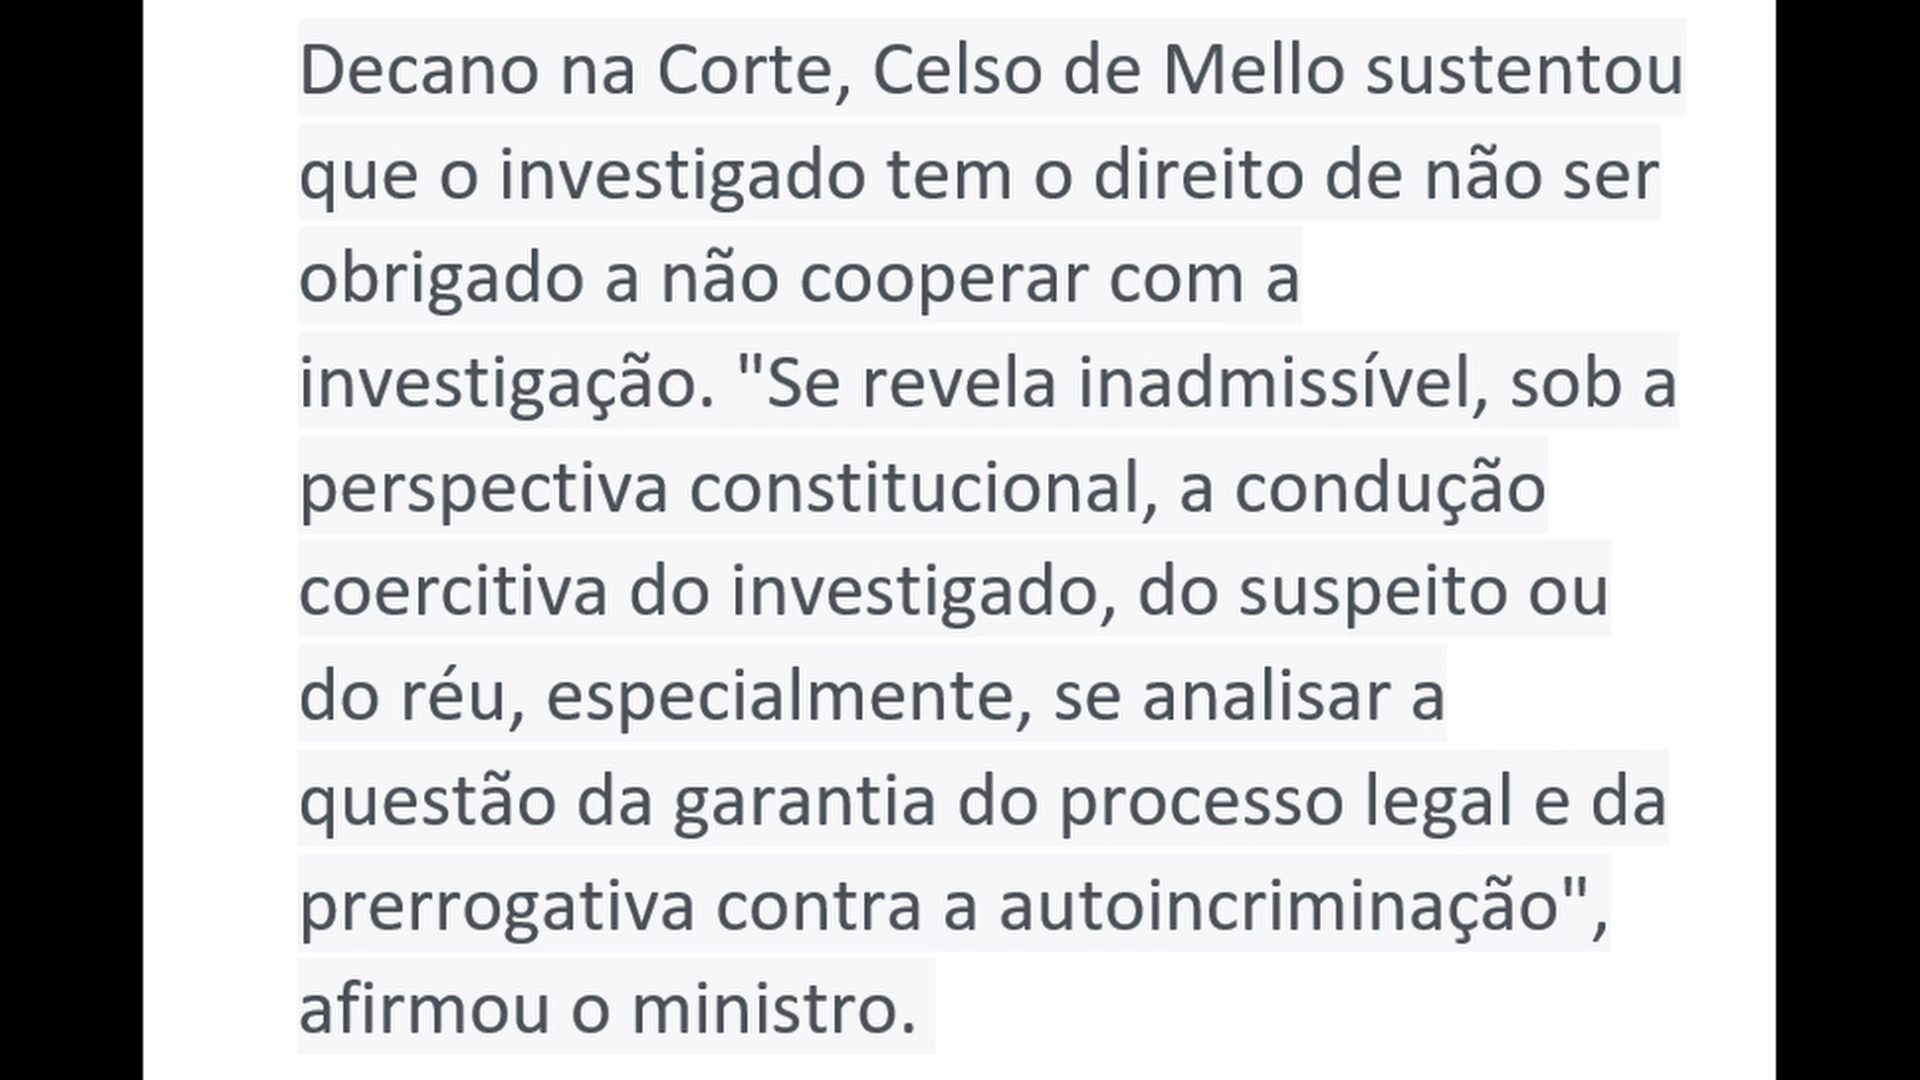 Decano na Corte, Celso de Mello sustentou
que o investigado tem o direito de não ser
obrigado a não cooperar com a
investigação. "Se revela inadmissível, sob a
perspectiva constitucional, a condução
coercitiva do investigado, do suspeito ou
do réu, especialmente, se analisar a
questão da garantia do processo legal e da
prerrogativa contra a autoincriminação",
afirmou o ministro.